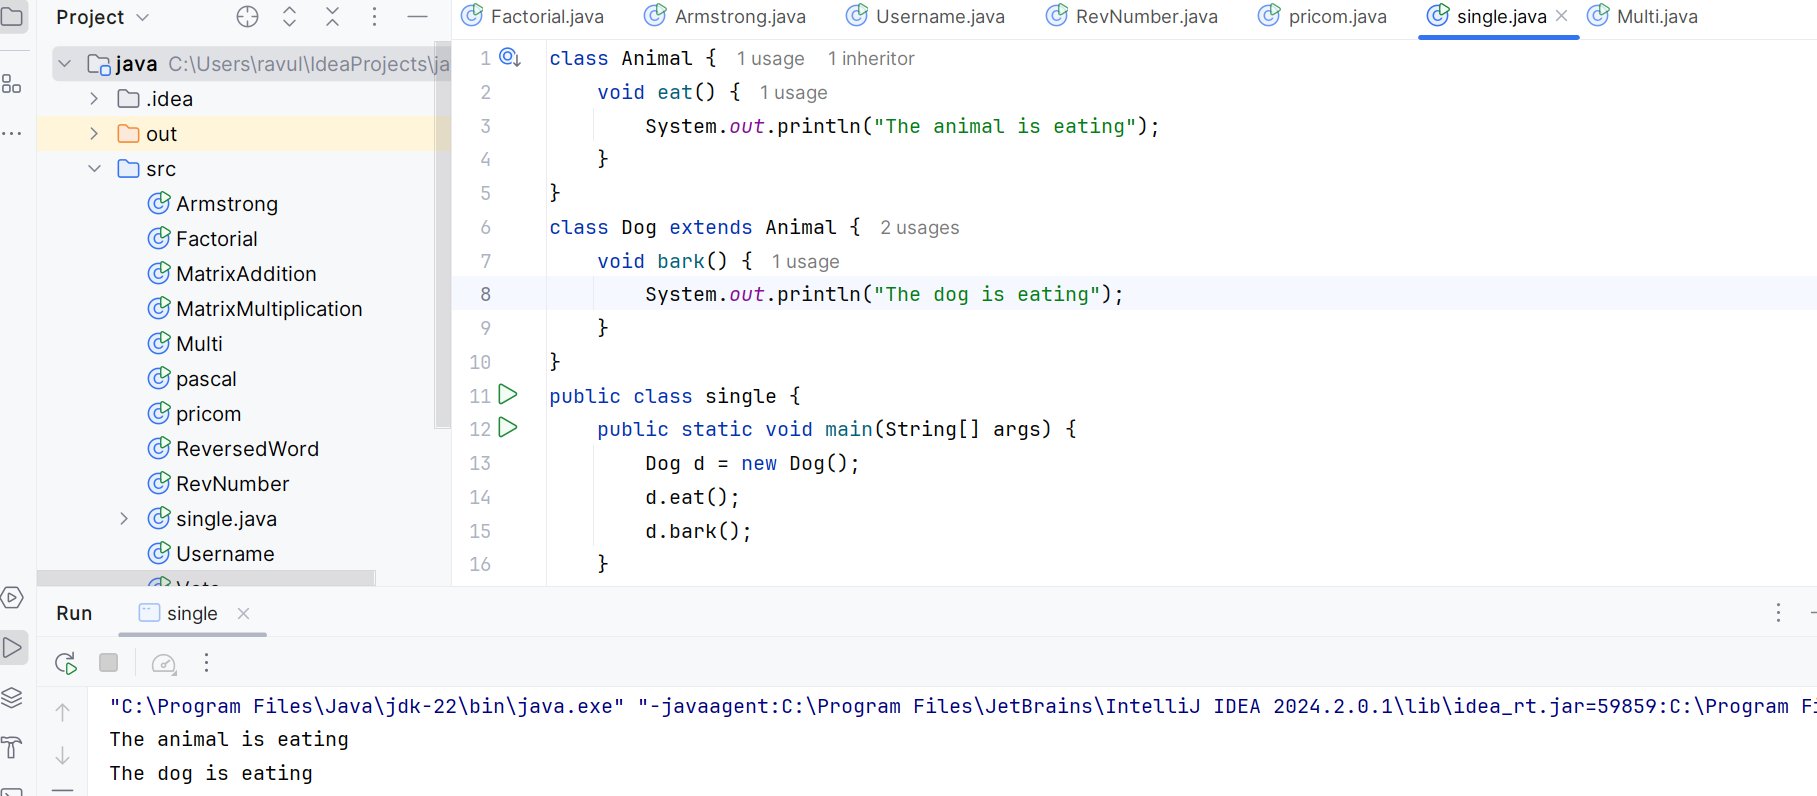 Project
Factorial.java Armstrong.java Username.java RevNumber.java pricom.java single.java Multi.java
java C:\Users\ravul\IdeaProjects\ja
.idea
out
src
Armstrong
Factorial
MatrixAddition
MatrixMultiplication
Multi
pascal
pricom
ReversedWord
RevNumber
single.java
Username
1 class Animal { 1 usage 1 inheritor
2 void eat() { 1 usage
3 System.out.println("The animal is eating");
4 }
5 }
6 class Dog extends Animal { 2 usages
7 void bark() { 1 usage
8 System.out.println("The dog is eating");
9 }
10 }
11 public class single {
12 public static void main(String[] args) {
13 Dog d = new Dog();
14 d.eat();
15 d.bark();
16 }
Run single
"C:\Program Files\Java\jdk-22\bin\java.exe" "-javaagent:C:\Program Files\JetBrains\IntelliJ IDEA 2024.2.0.1\lib\idea_rt.jar=59859:C:\Program Fi
The animal is eating
The dog is eating